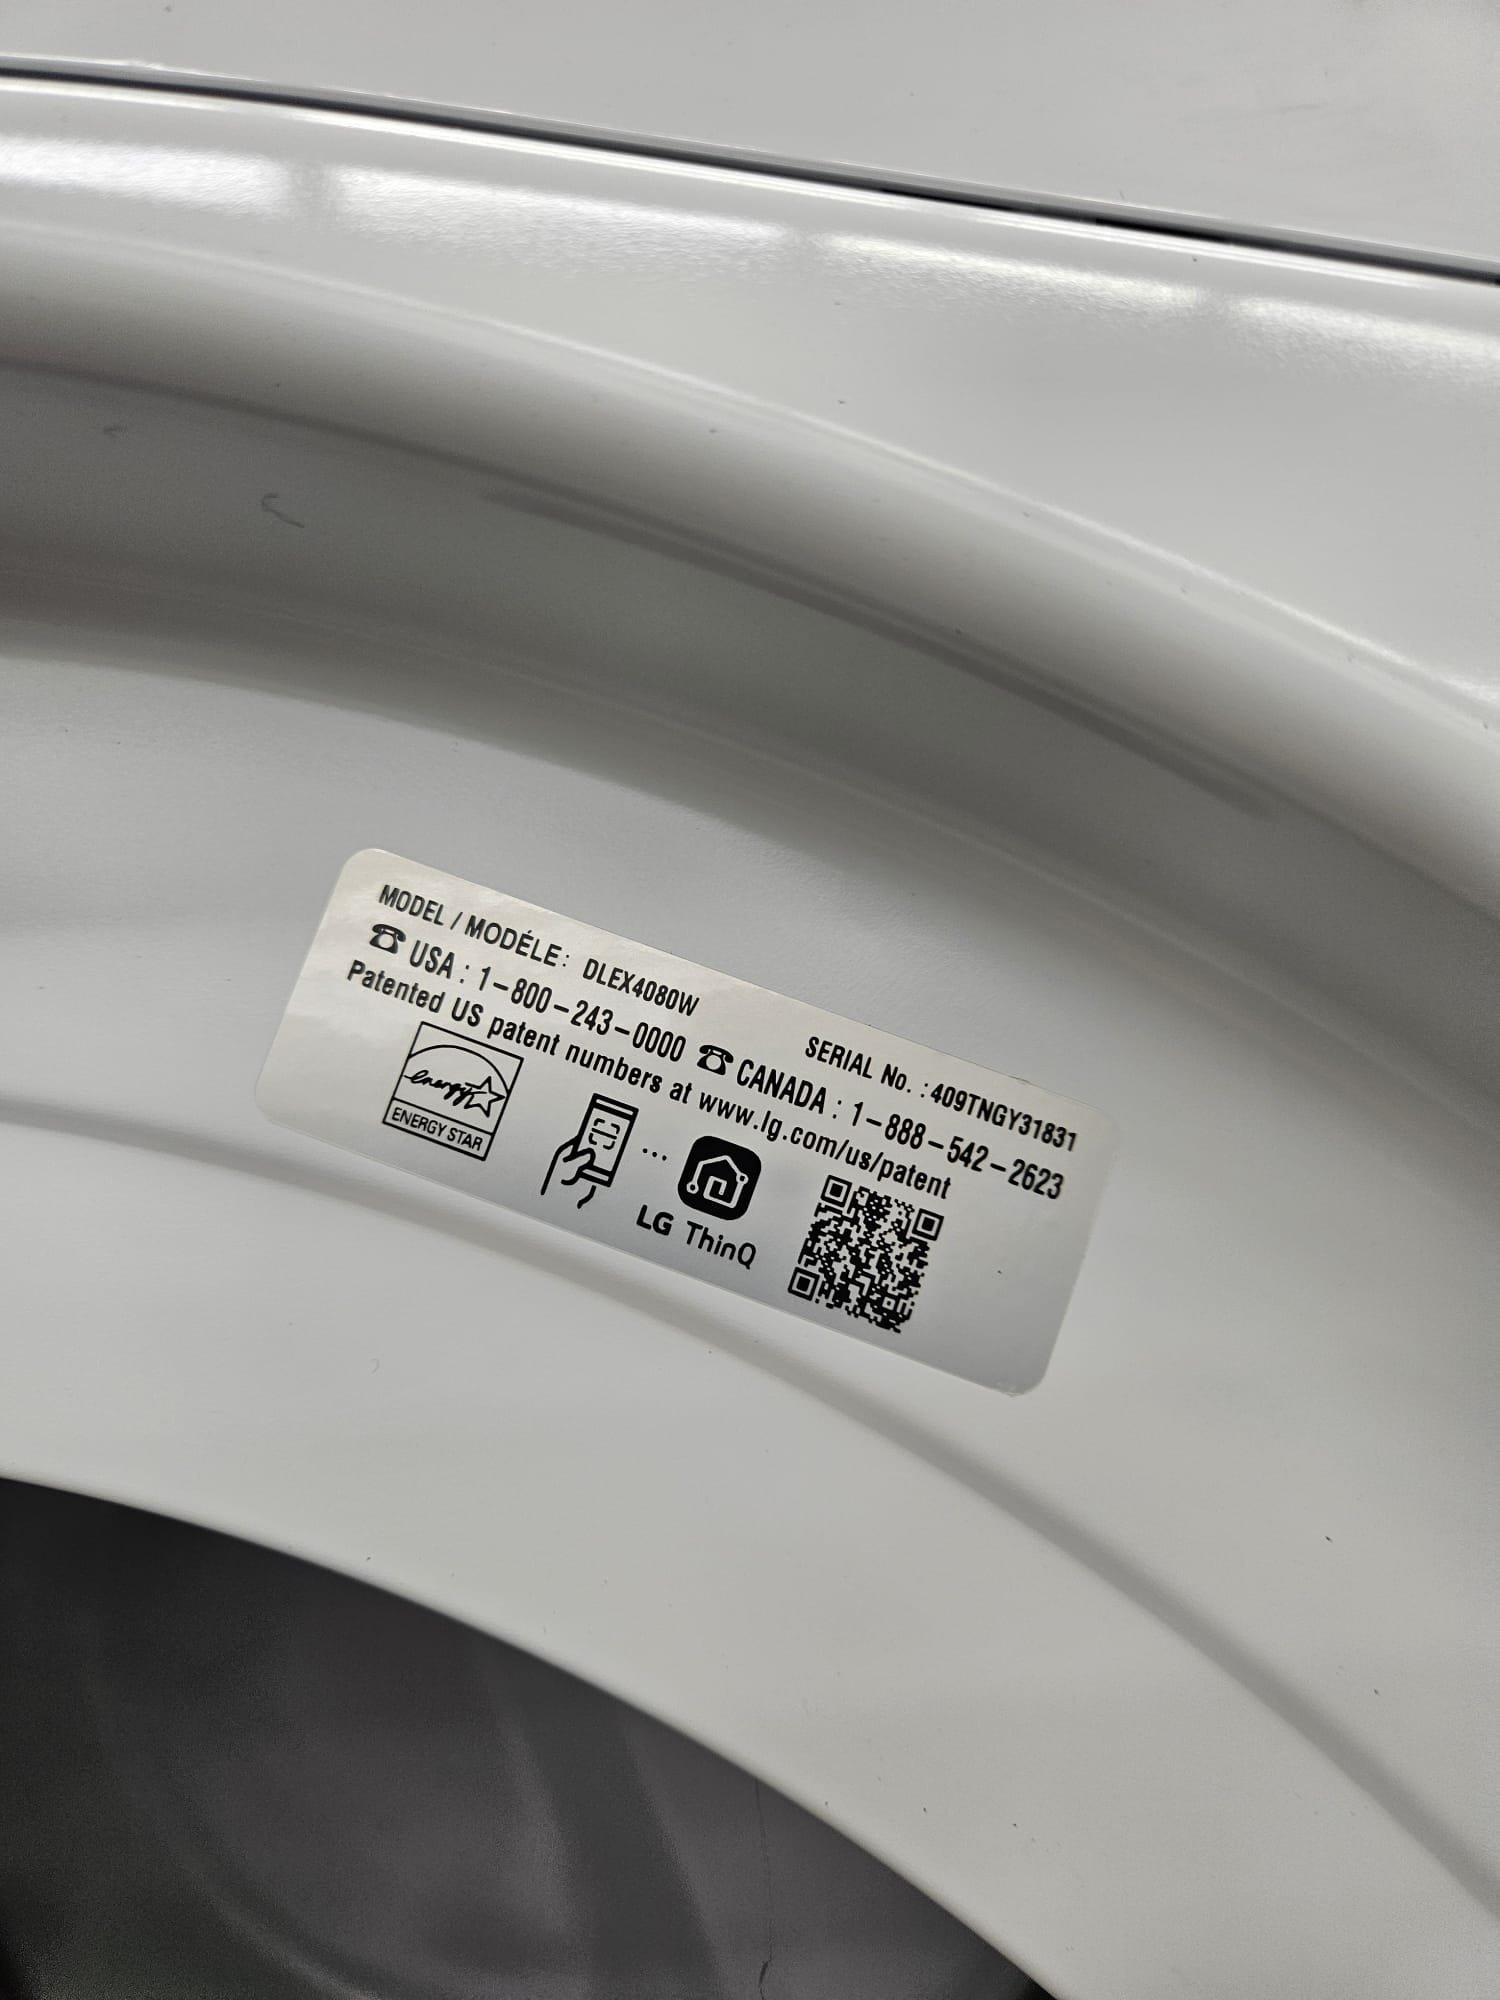 MODEL / MODÉLE: DLEX4080W SERIAL No. : 409TNGY31831
☎ USA : 1-800-243-0000 ☎ CANADA : 1-888-542-2623
Patented US patent numbers at www.lg.com/us/patent
energy
ENERGY STAR
LG ThinQ